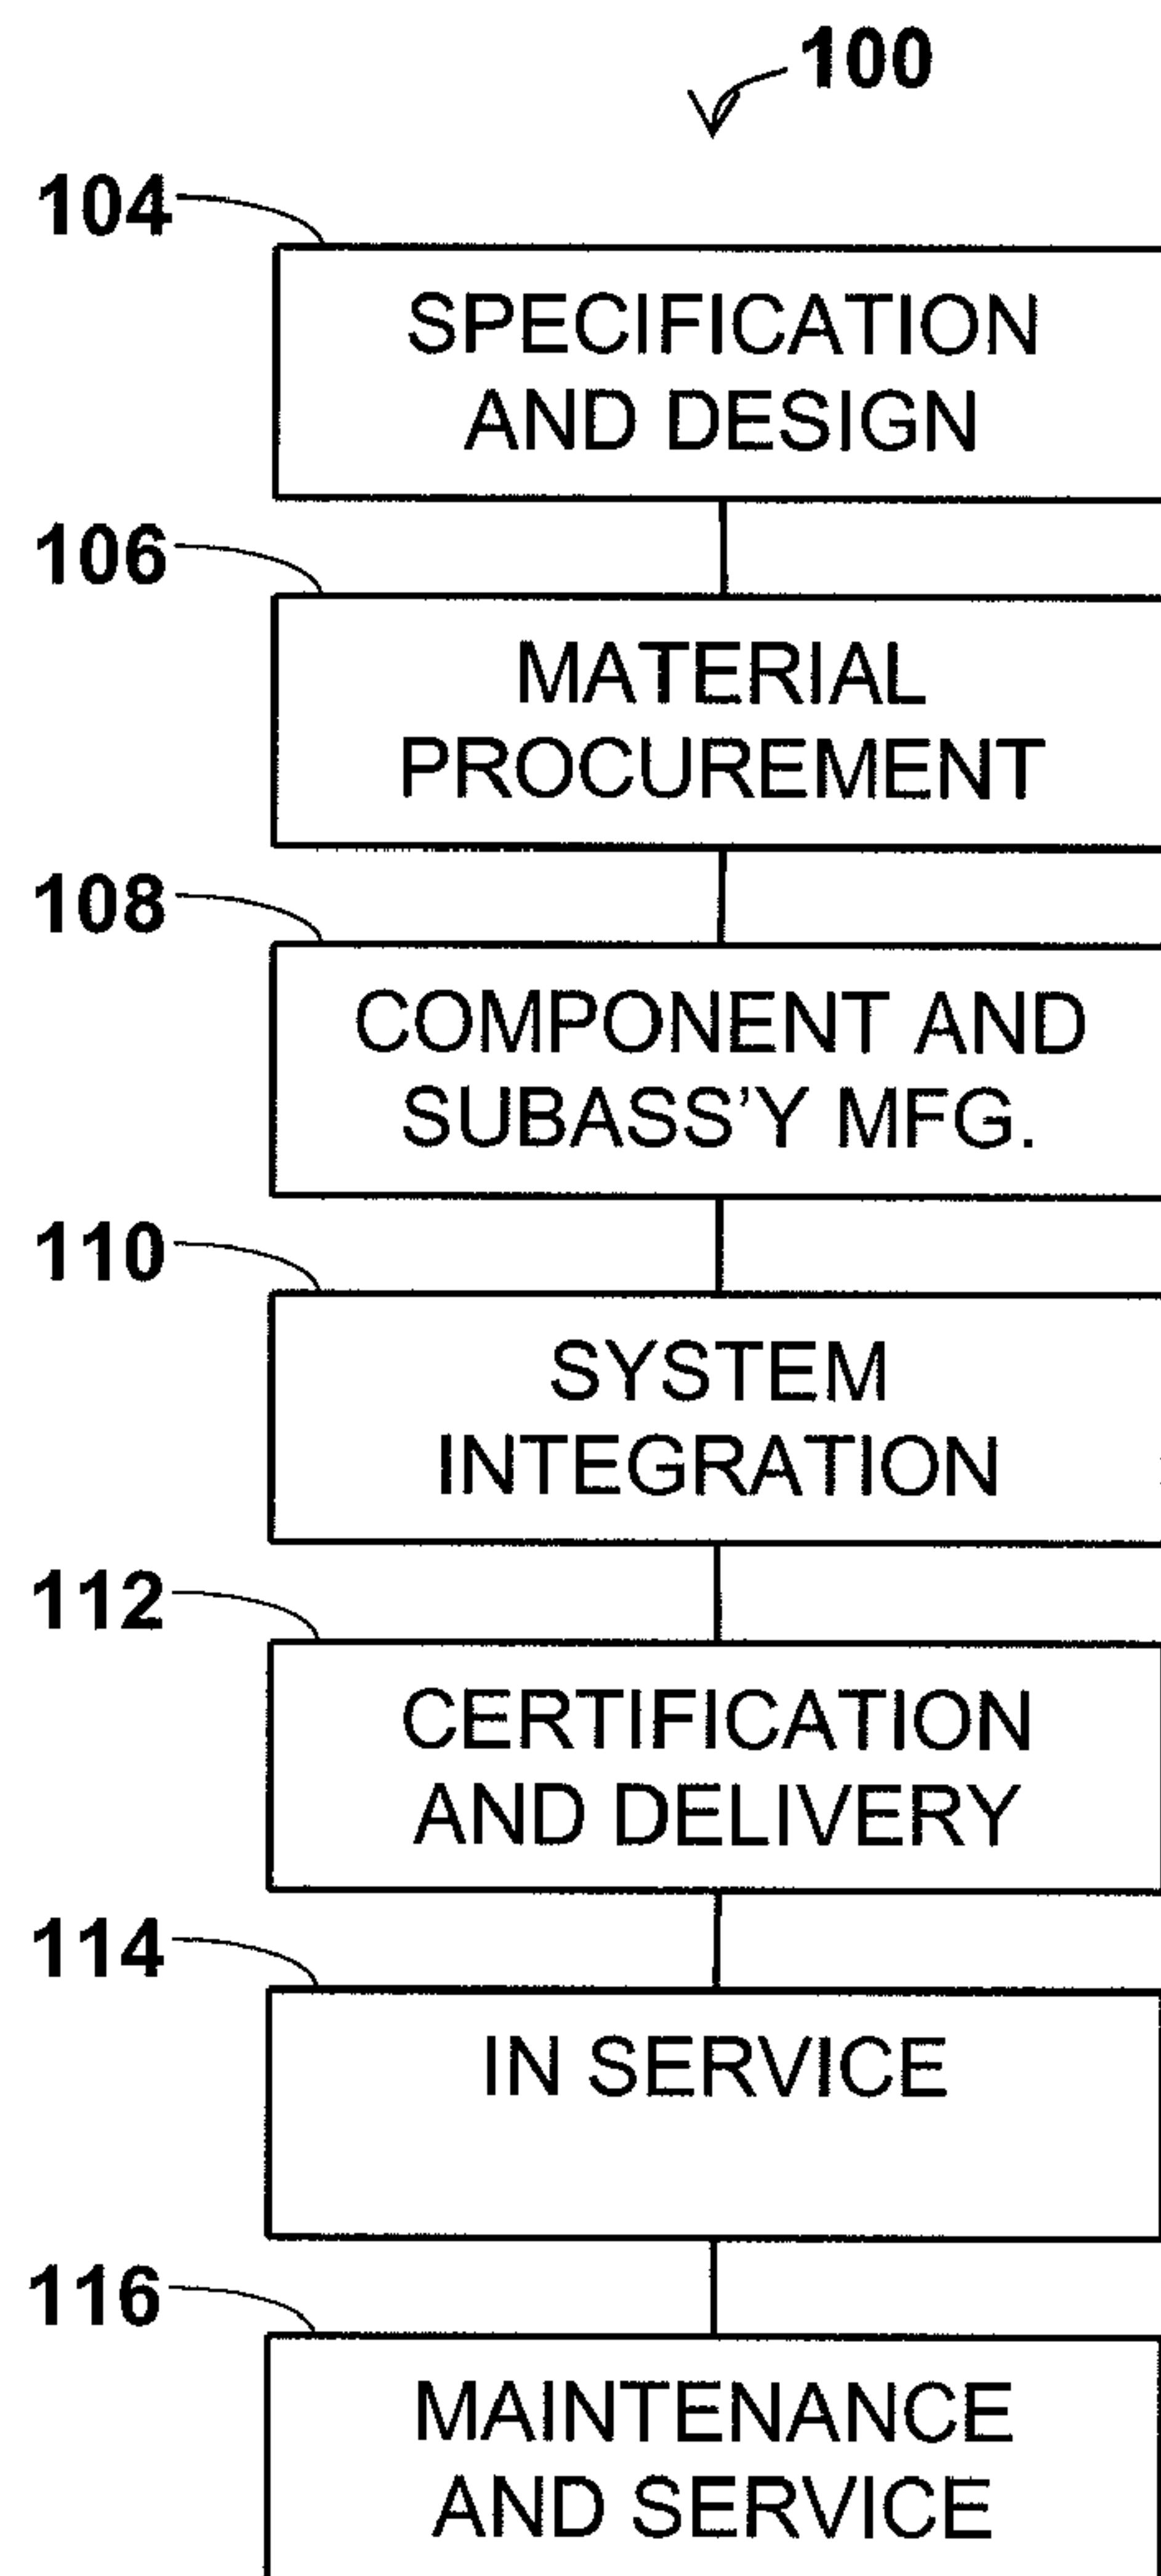 100
104
SPECIFICATION
AND DESIGN
106
MATERIAL
PROCUREMENT
108
COMPONENT AND
SUBASS'Y MFG.
110
SYSTEM
INTEGRATION
112
CERTIFICATION
AND DELIVERY
114
IN SERVICE
116
MAINTENANCE
AND SERVICE